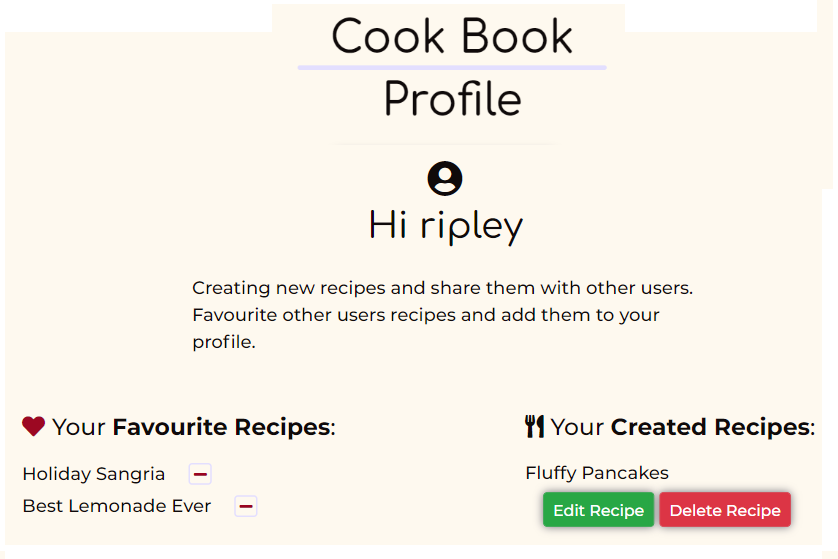 Cook Book
Profile
Hi ripley
Creating new recipes and share them with other users.
Favourite other users recipes and add them to your
profile.
Your Favourite Recipes:
Holiday Sangria
Best Lemonade Ever
Your Created Recipes:
Fluffy Pancakes
Edit Recipe Delete Recipe